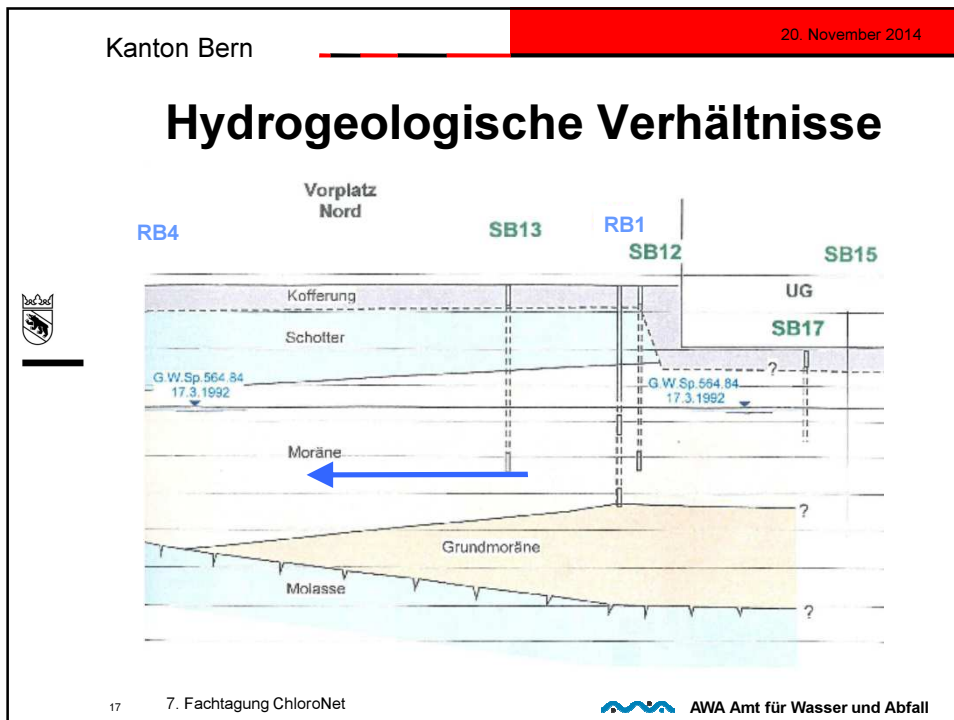 20. November 2014
Kanton Bern
Hydrogeologische Verhältnisse
Vorplatz
Nord
RB4
SB13
RB1
SB12
SB15
Kofferung
UG
Schotter
SB17
?
G.W.Sp.564.84
17.3.1992
G.W.Sp.564.84
17.3.1992
Moräne
?
Grundmoräne
Molasse
?
17
7. Fachtagung ChloroNet
AWA Amt für Wasser und Abfall